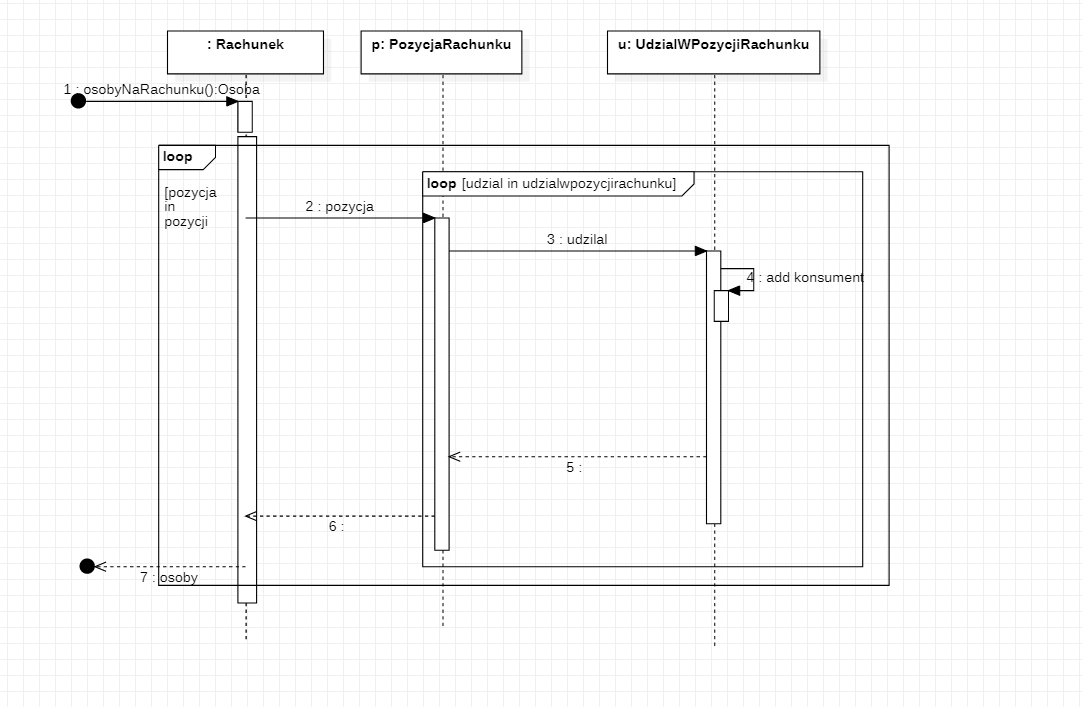 : Rachunek
p: PozycjaRachunku
u: UdzialWPozycjiRachunku
1 : osobyNaRachunku():Osoba
loop
[pozycja
in
pozycji
loop [udzial in udzialwpozycjirachunku]
2 : pozycja
3 : udzilal
4 : add konsument
5 :
6 :
7 : osoby